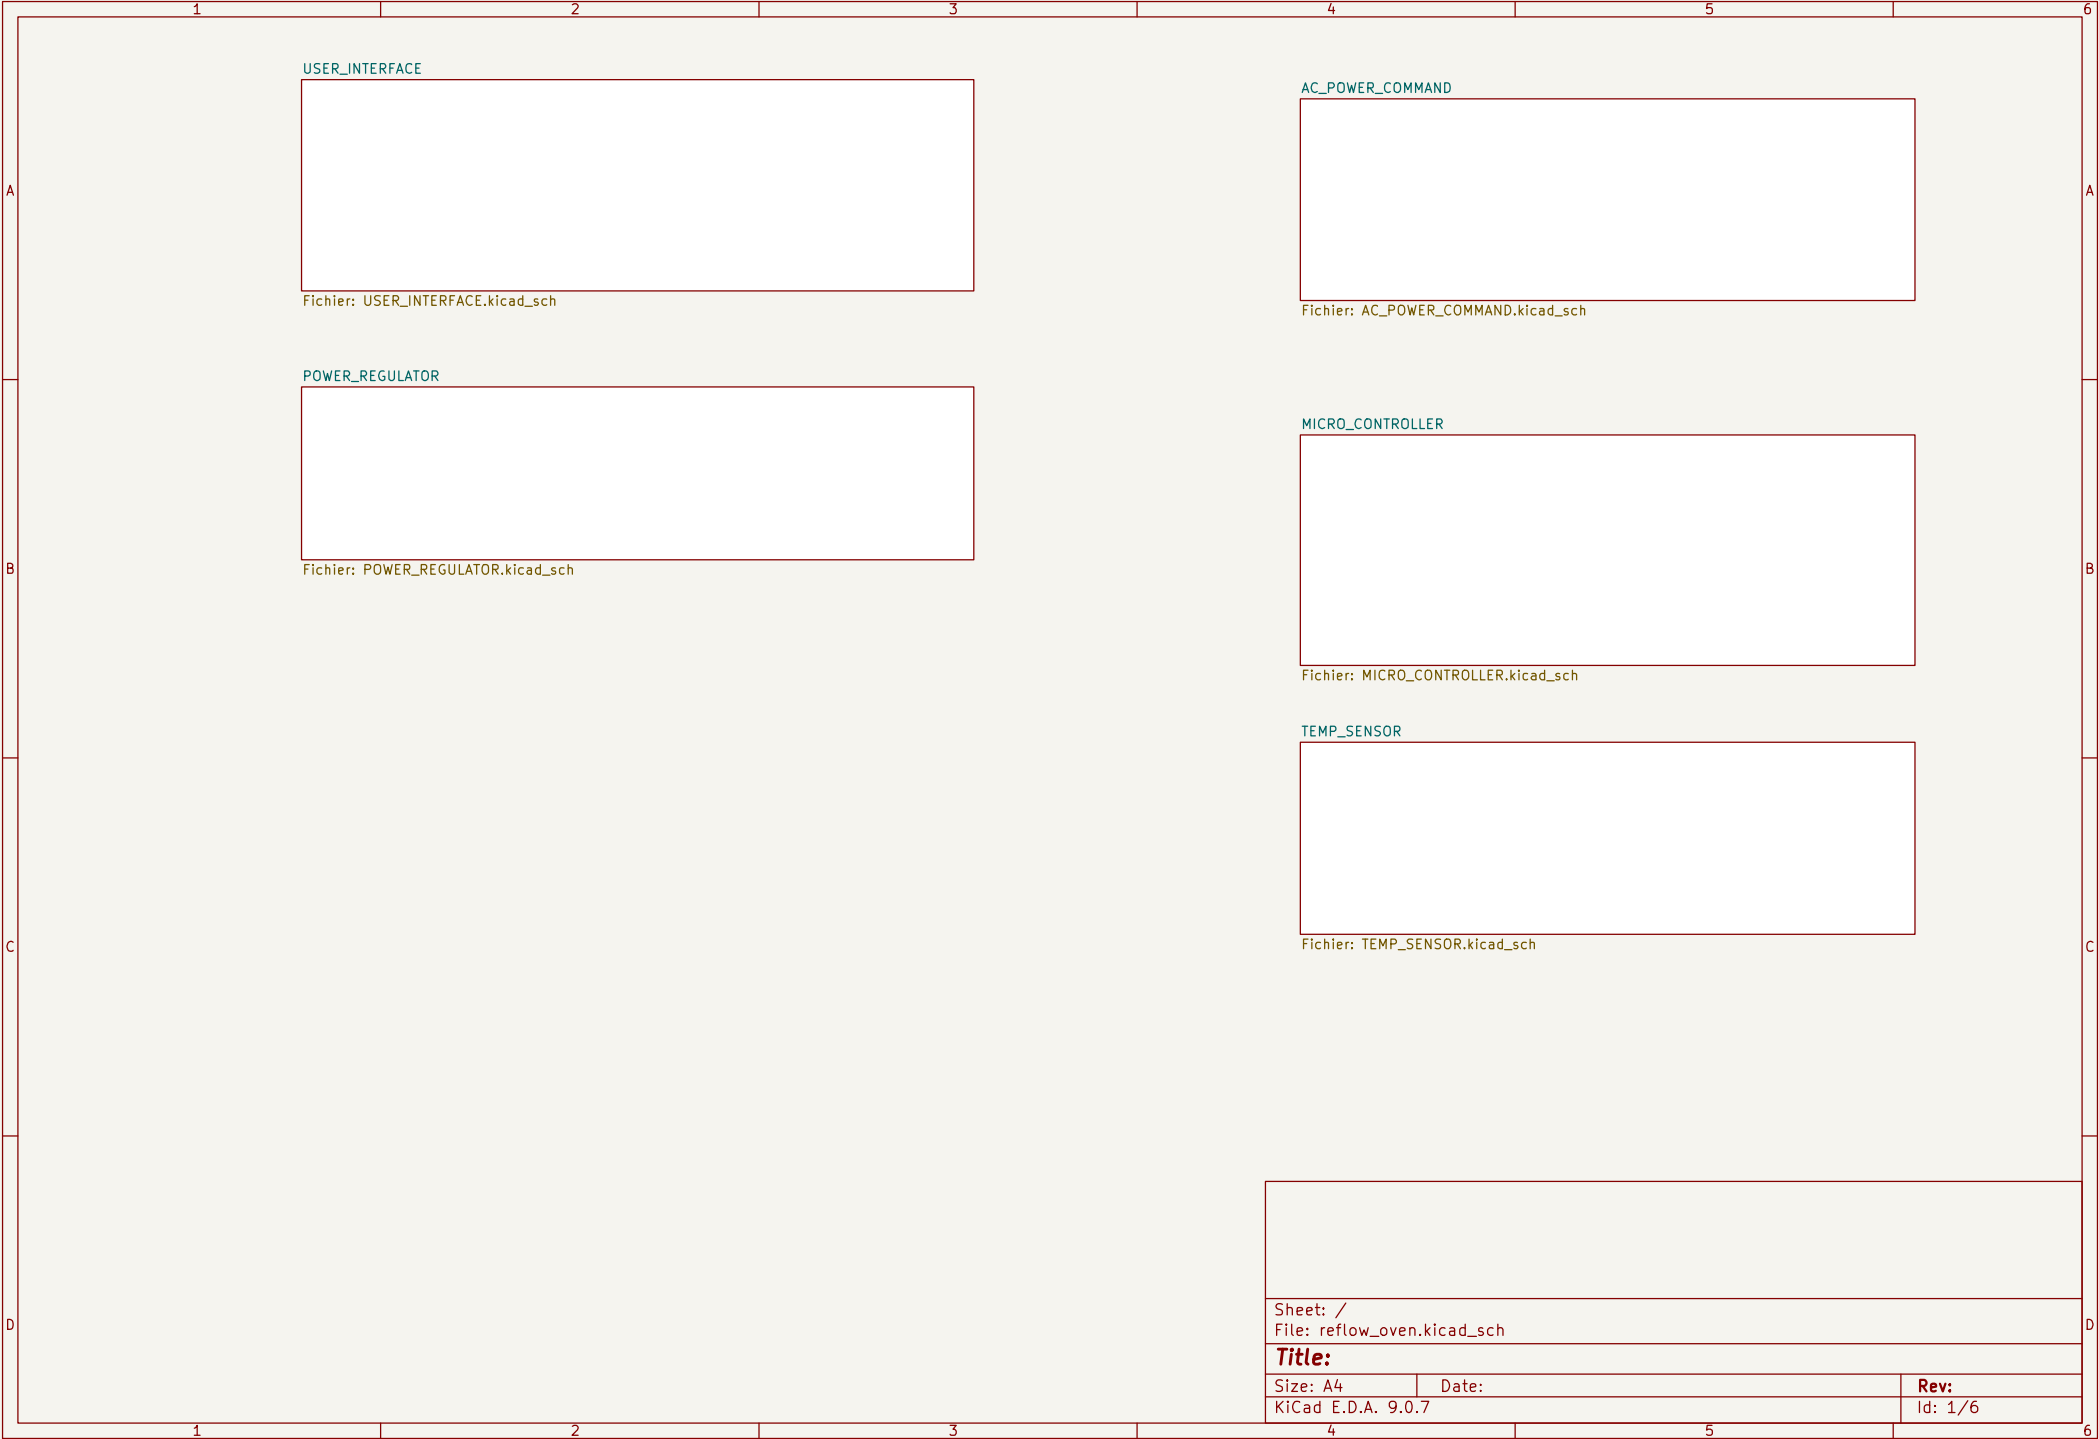 1 2 3 4 5 6
USER_INTERFACE
AC_POWER_COMMAND
A A
Fichier: USER_INTERFACE.kicad_sch
Fichier: AC_POWER_COMMAND.kicad_sch
POWER_REGULATOR
MICRO_CONTROLLER
B B
Fichier: POWER_REGULATOR.kicad_sch
Fichier: MICRO_CONTROLLER.kicad_sch
TEMP_SENSOR
Fichier: TEMP_SENSOR.kicad_sch
C C
Sheet: /
D D
File: reflow_oven.kicad_sch
Title:
Size: A4 Date: Rev:
KiCad E.D.A. 9.0.7 Id: 1/6
1 2 3 4 5 6